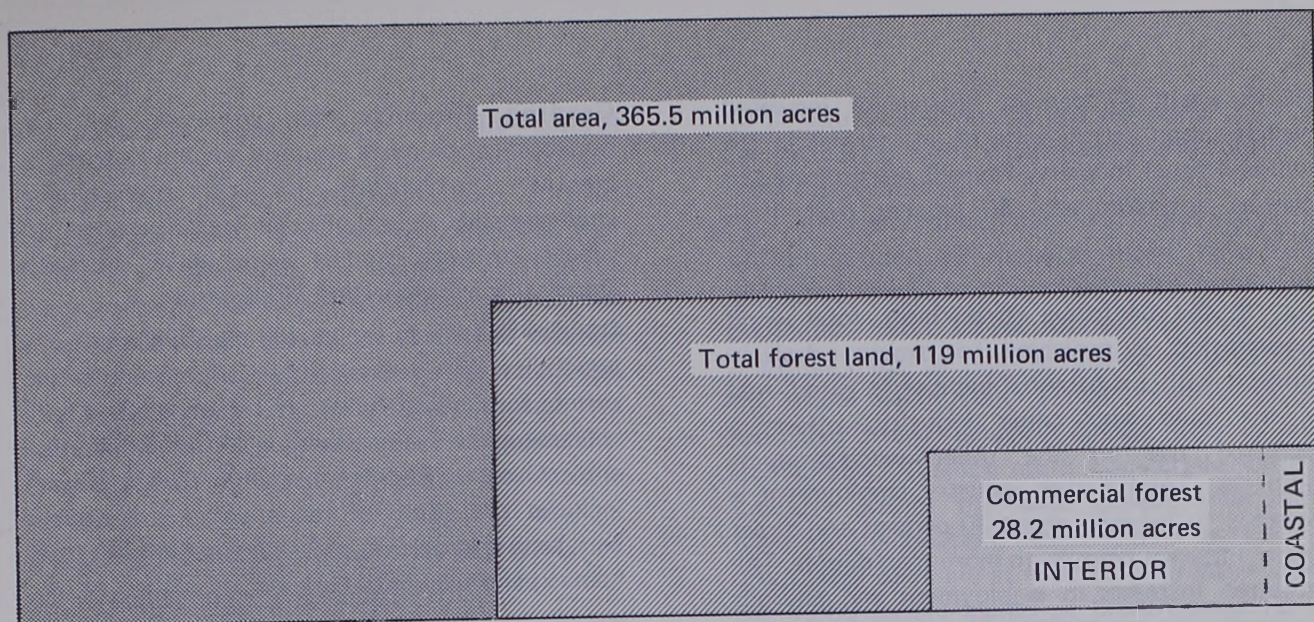 Total area, 365.5 million acres
Total forest land, 119 million acres
Commercial forest
28.2 million acres
INTERIOR
COASTAL